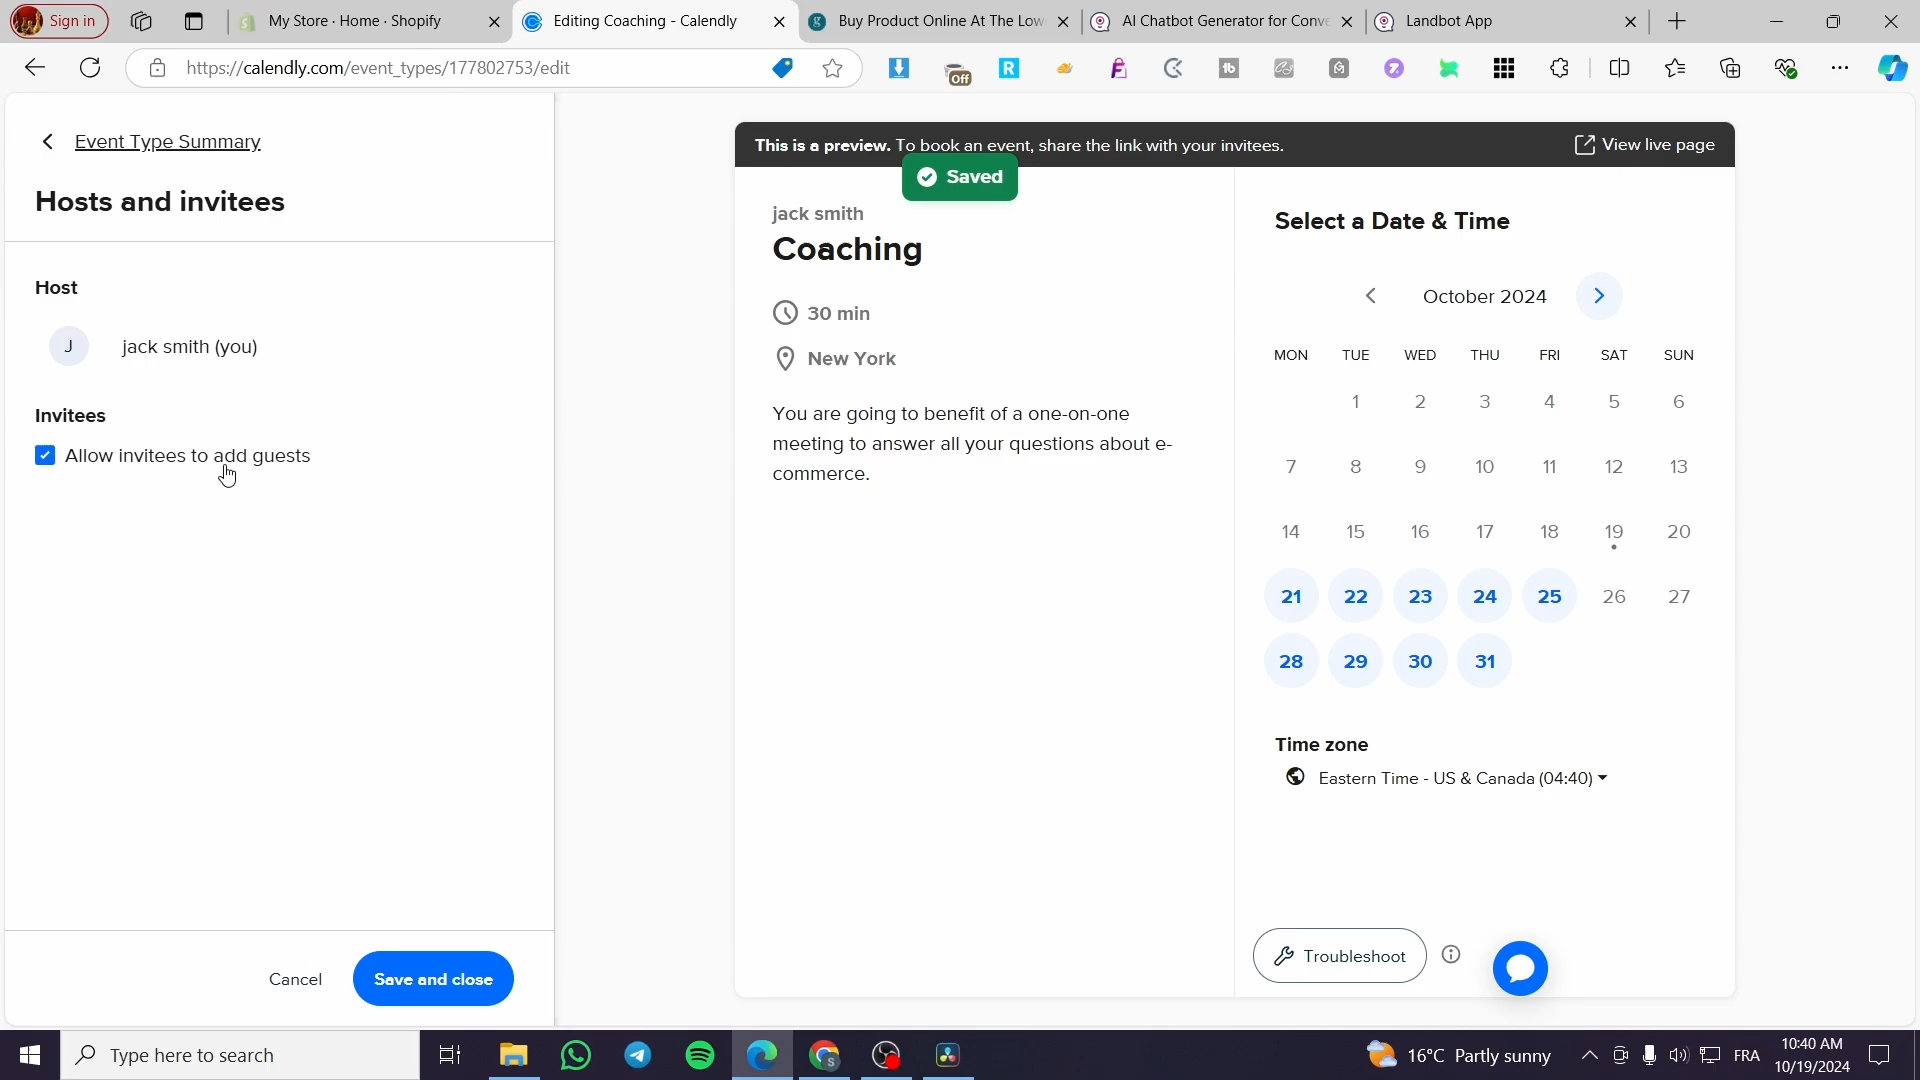 Sign in
My Store · Home · Shopify
Editing Coaching - Calendly
Buy Product Online At The Low
AI Chatbot Generator for Conve
Landbot App
https://calendly.com/event_types/177802753/edit
Off
Event Type Summary
Hosts and invitees
Host
J
jack smith (you)
Invitees
Allow invitees to add guests
Cancel
Save and close
This is a preview. To book an event, share the link with your invitees.
View live page
Saved
jack smith
Coaching
30 min
New York
You are going to benefit of a one-on-one
meeting to answer all your questions about e-
commerce.
Select a Date & Time
October 2024
MON TUE WED THU FRI SAT SUN
1 2 3 4 5 6
7 8 9 10 11 12 13
14 15 16 17 18 19 20
21 22 23 24 25 26 27
28 29 30 31
Time zone
Eastern Time - US & Canada (04:40)
Troubleshoot
Type here to search
16°C Partly sunny
FRA
10:40 AM
10/19/2024